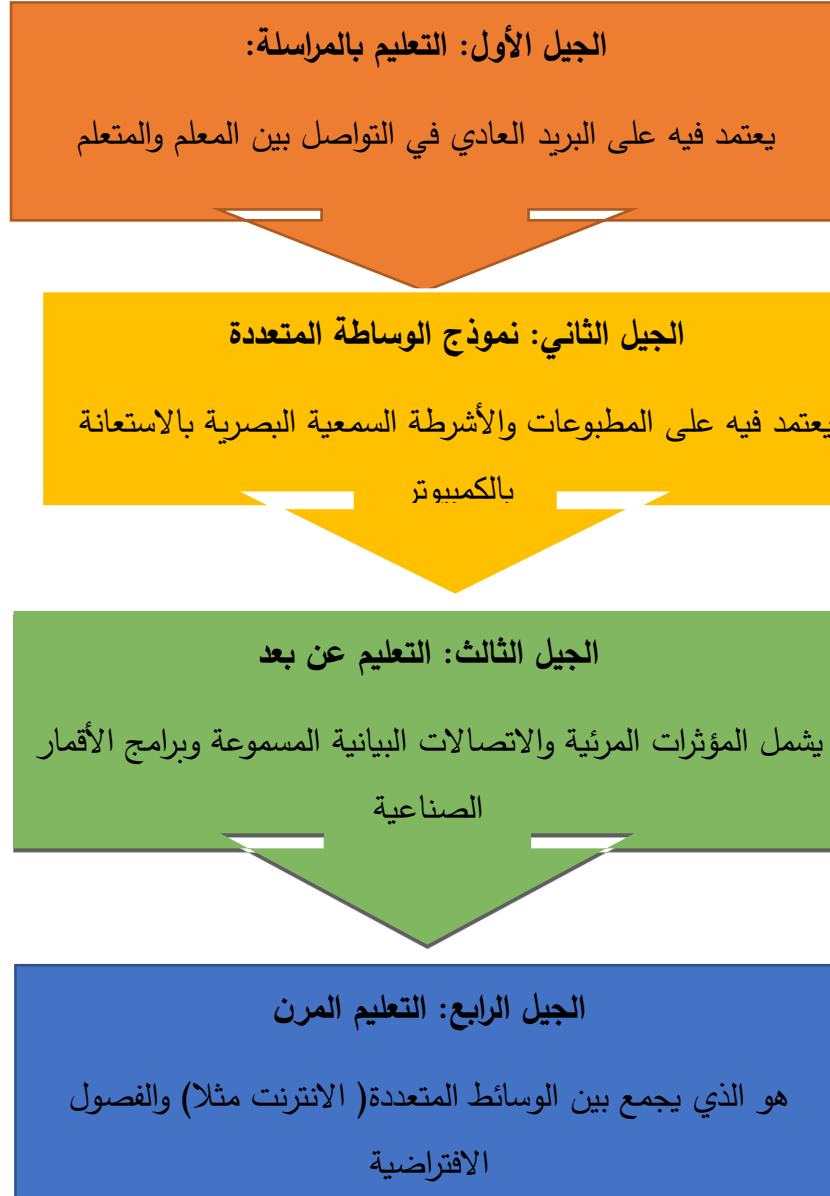 الجيل الأول: التعليم بالمراسلة:
يعتمد فيه على البريد العادي في التواصل بين المعلم والمتعلم
الجيل الثاني: نموذج الوساطة المتعددة
يعتمد فيه على المطبوعات والأشرطة السمعية البصرية بالاستعانة
بالكمبيوتر
الجيل الثالث: التعليم عن بعد
يشمل المؤثرات المرئية والاتصالات البيانية المسموعة وبرامج الأقمار
الصناعية
الجيل الرابع: التعليم المرن
هو الذي يجمع بين الوسائط المتعددة( الانترنت مثلا) والفصول
الافتراضية